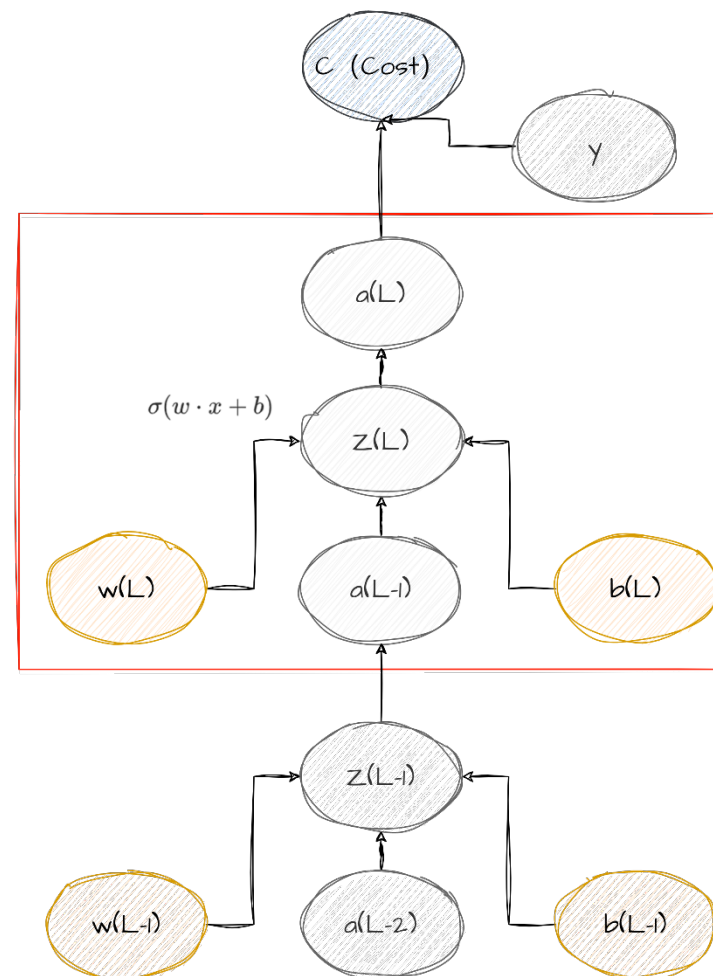 C (Cost)
y
a(L)
σ(w · x + b)
z(L)
w(L)
a(L-1)
b(L)
z(L-1)
w(L-1)
a(L-2)
b(L-1)